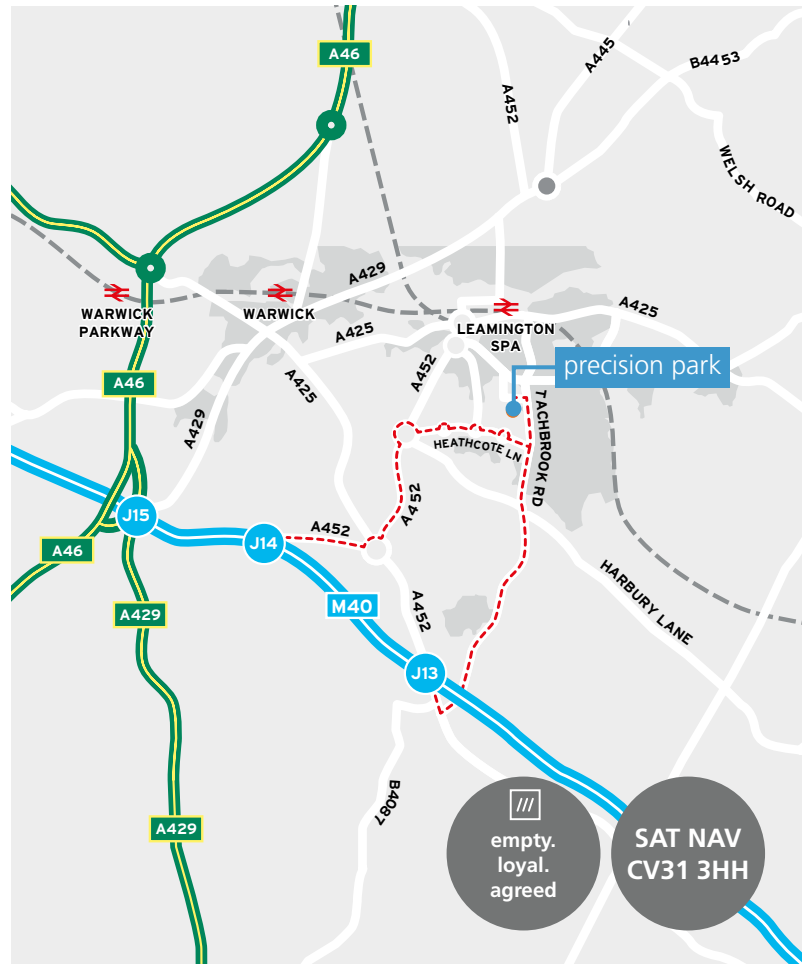 A46
A445
B4453
A452
WELSH ROAD
A429
WARWICK
PARKWAY
WARWICK
LEAMINGTON
SPA
A425
A425
A452
precision park
A46
A425
TACHBROOK RD
A429
HEATHCOTE LN
A452
J15
A452
J14
A46
HARBURY LANE
M40
A452
A429
J13
B4087
A429
///
empty.
loyal.
agreed
SAT NAV
CV31 3HH